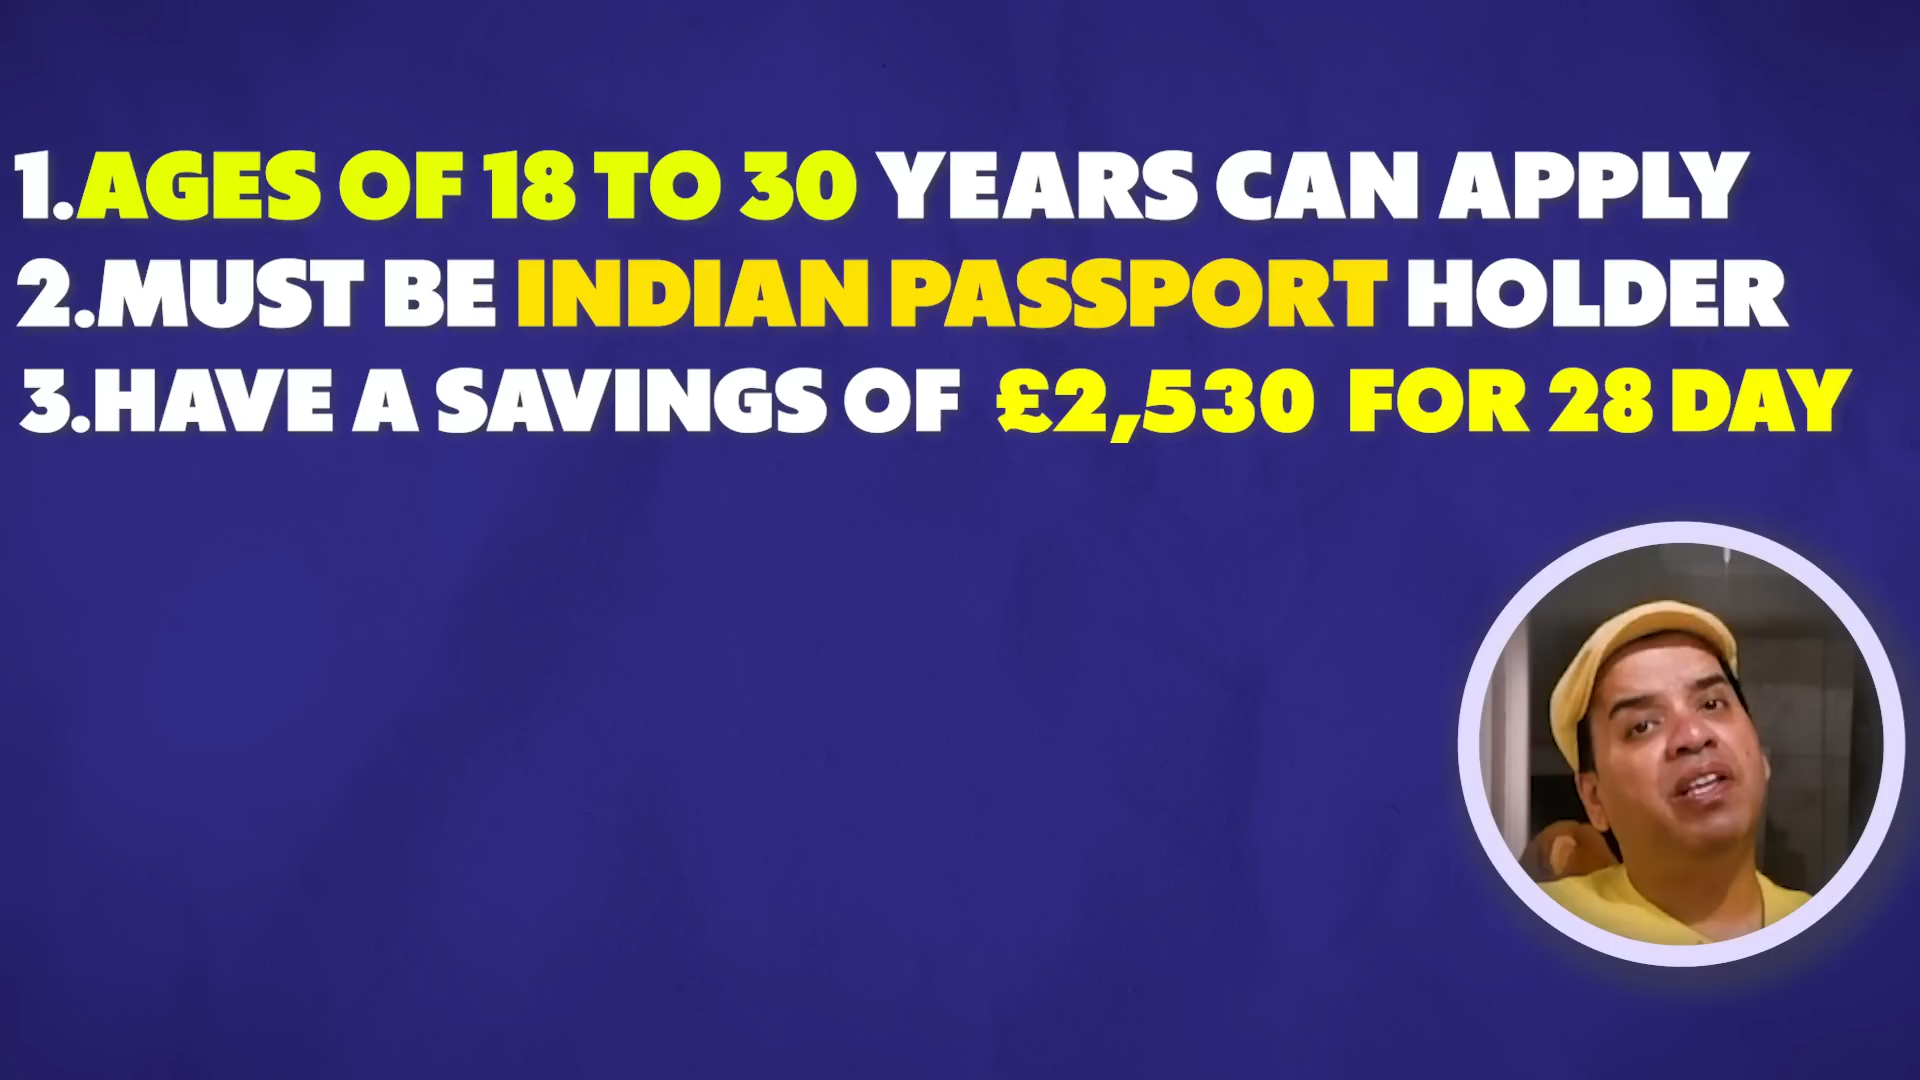 1.AGES OF 18 TO 30 YEARS CAN APPLY
2.MUST BE INDIAN PASSPORT HOLDER
3.HAVE A SAVINGS OF £2,530 FOR 28 DAY